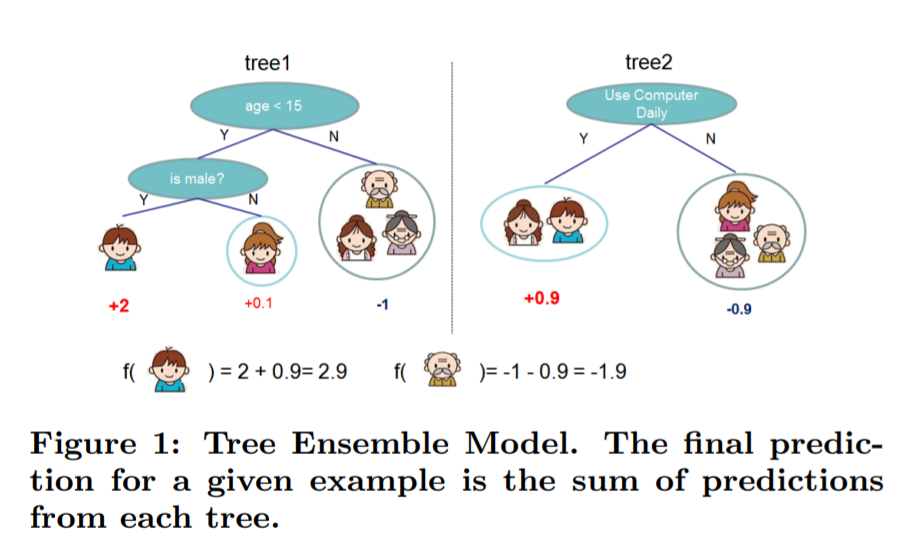 tree1
tree2
age < 15
Use Computer
Daily
Y
N
Y
N
is male?
Y
N
+2
+0.1
-1
+0.9
-0.9
f( ) = 2 + 0.9= 2.9
f( )= -1 - 0.9 = -1.9
Figure 1: Tree Ensemble Model. The final predic-
tion for a given example is the sum of predictions
from each tree.